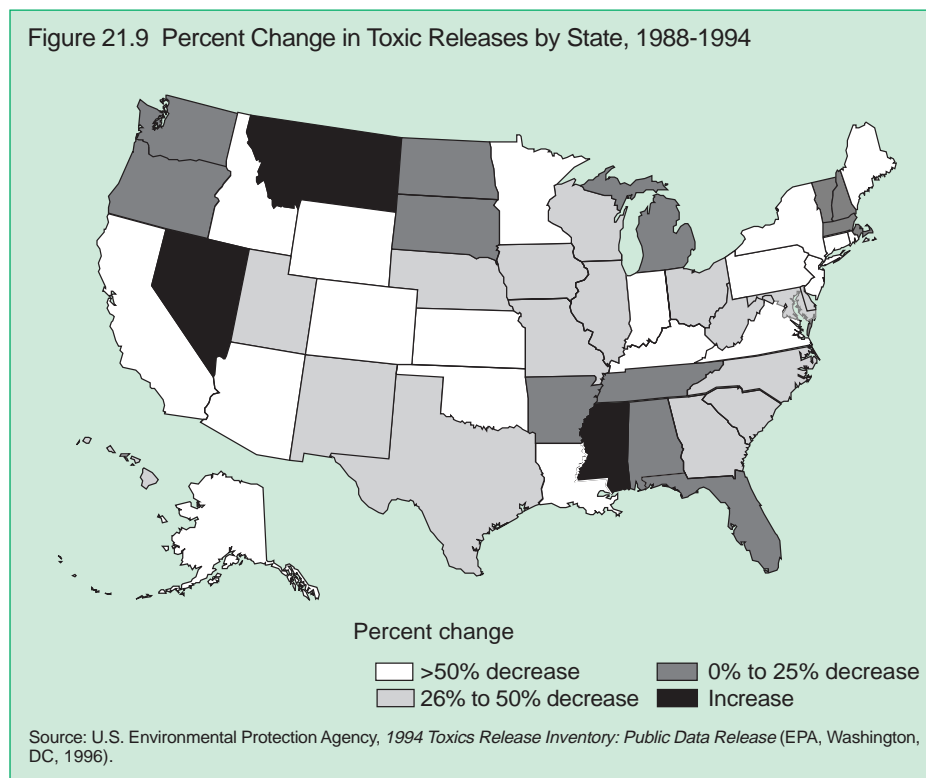 Figure 21.9 Percent Change in Toxic Releases by State, 1988-1994
Percent change
>50% decrease
0% to 25% decrease
26% to 50% decrease
Increase
Source: U.S. Environmental Protection Agency, 1994 Toxics Release Inventory: Public Data Release (EPA, Washington,
DC, 1996).